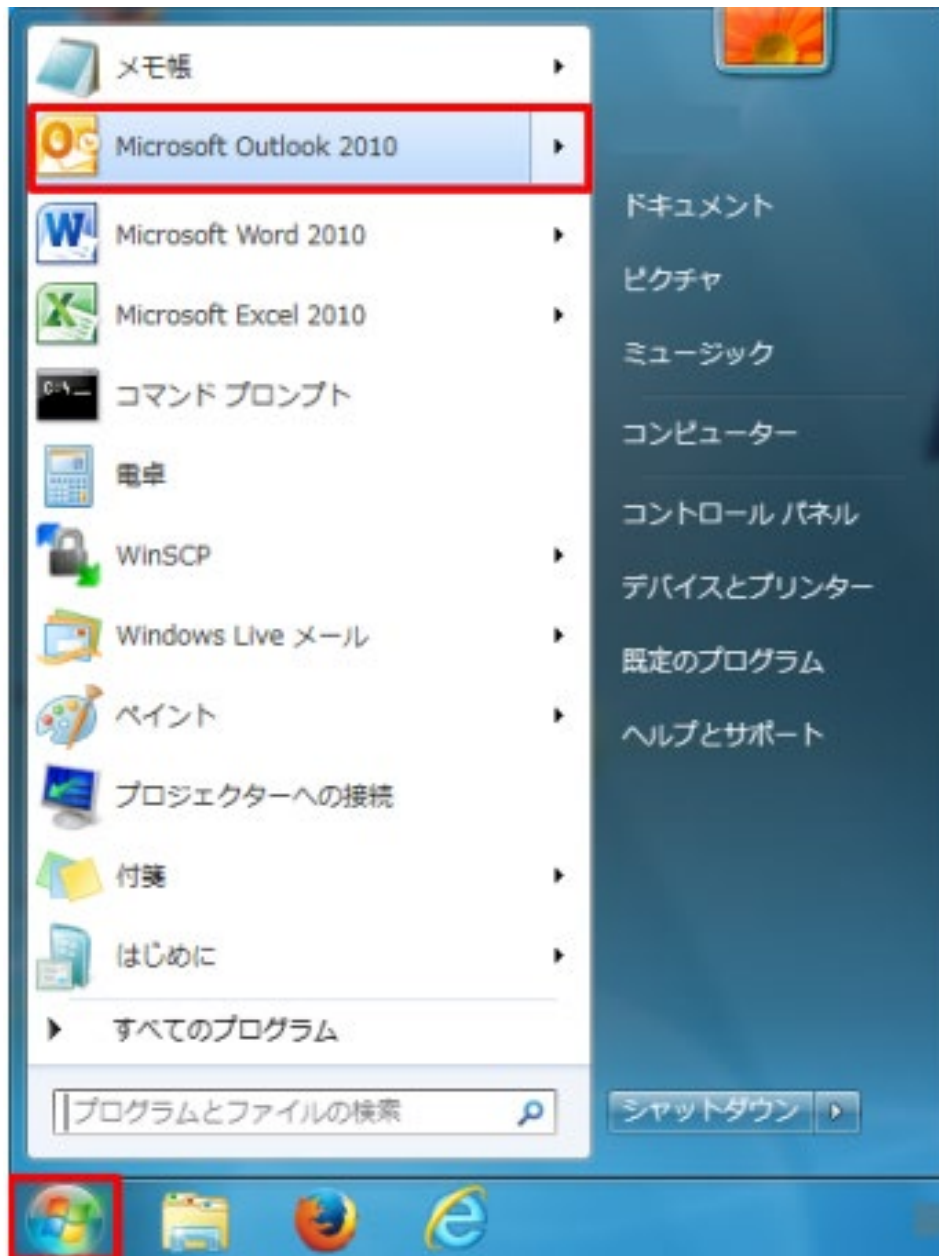 メモ帳
Microsoft Outlook 2010
Microsoft Word 2010
Microsoft Excel 2010
C:\_
コマンド プロンプト
電卓
WinSCP
Windows Live メール
ペイント
プロジェクターへの接続
付箋
はじめに
すべてのプログラム
プログラムとファイルの検索
ドキュメント
ピクチャ
ミュージック
コンピューター
コントロール パネル
デバイスとプリンター
既定のプログラム
ヘルプとサポート
シャットダウン